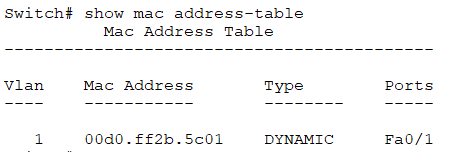 Switch# show mac address-table
Mac Address Table
-------------------------------------------
Vlan Mac Address Type Ports
---- ----------- -------- -----
1 00d0.ff2b.5c01 DYNAMIC Fa0/1